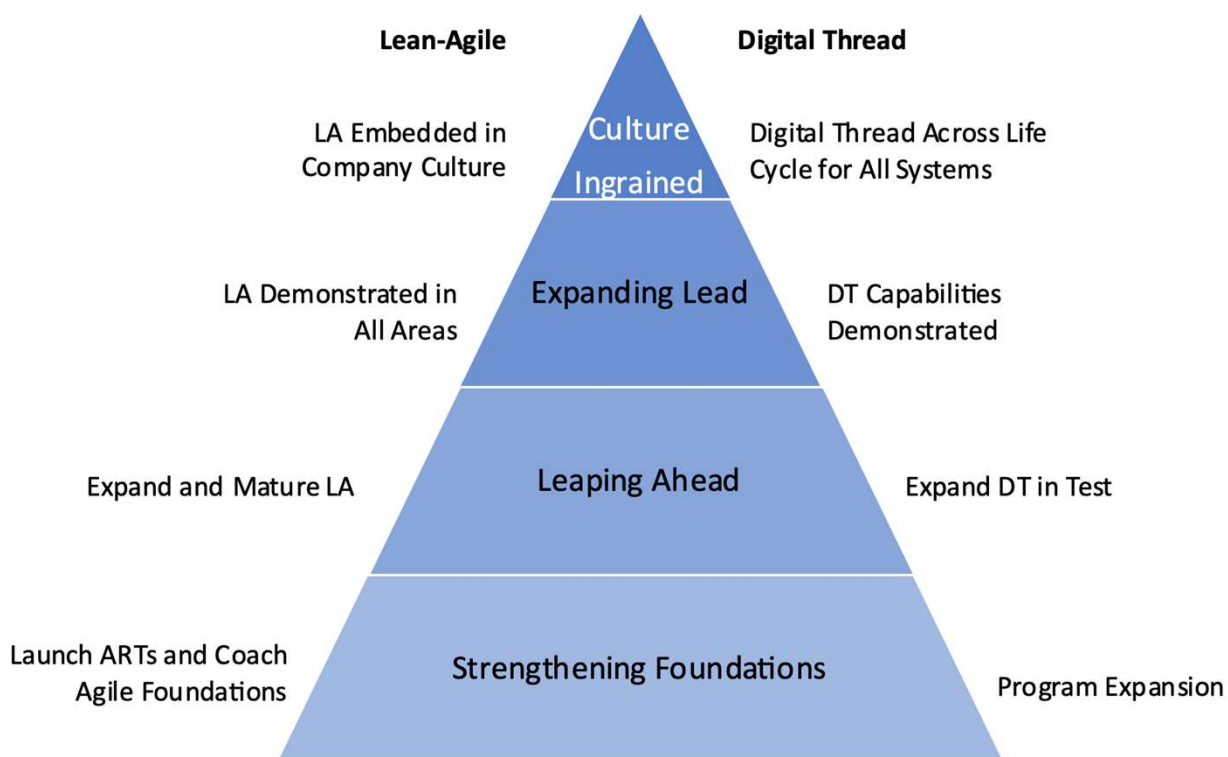 Lean-Agile
Digital Thread
LA Embedded in
Company Culture
Culture
Ingrained
Digital Thread Across Life
Cycle for All Systems
LA Demonstrated in
All Areas
Expanding Lead
DT Capabilities
Demonstrated
Expand and Mature LA
Leaping Ahead
Expand DT in Test
Launch ARTs and Coach
Agile Foundations
Strengthening Foundations
Program Expansion